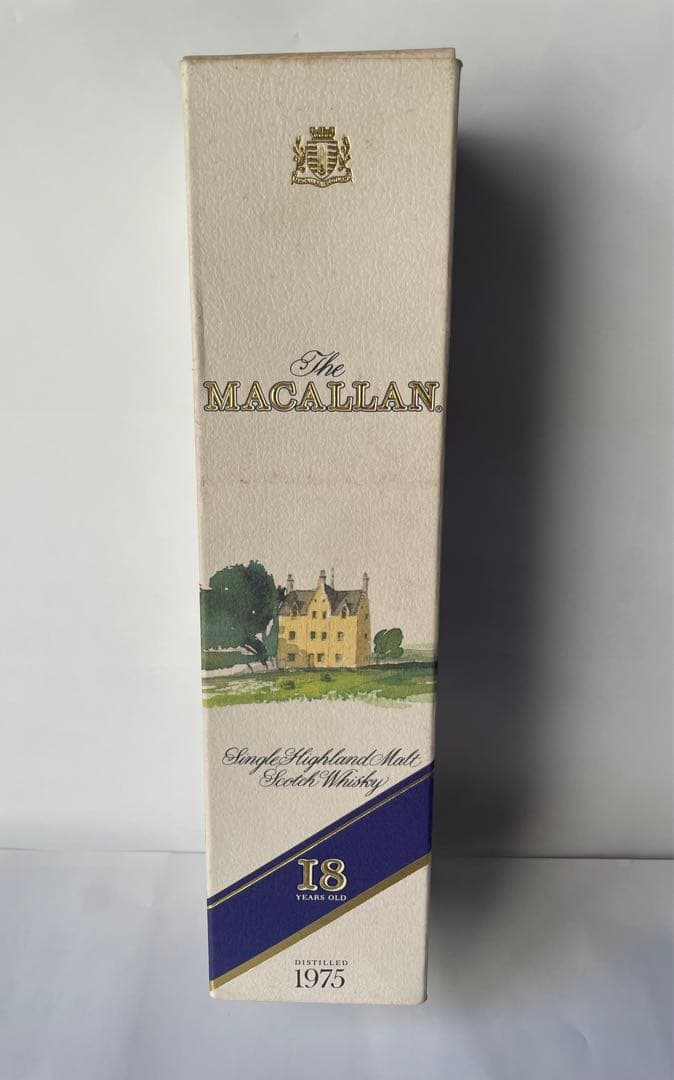 The
MACALLAN®
Single Highland Malt
Scotch Whisky
18
YEARS OLD
DISTILLED
1975